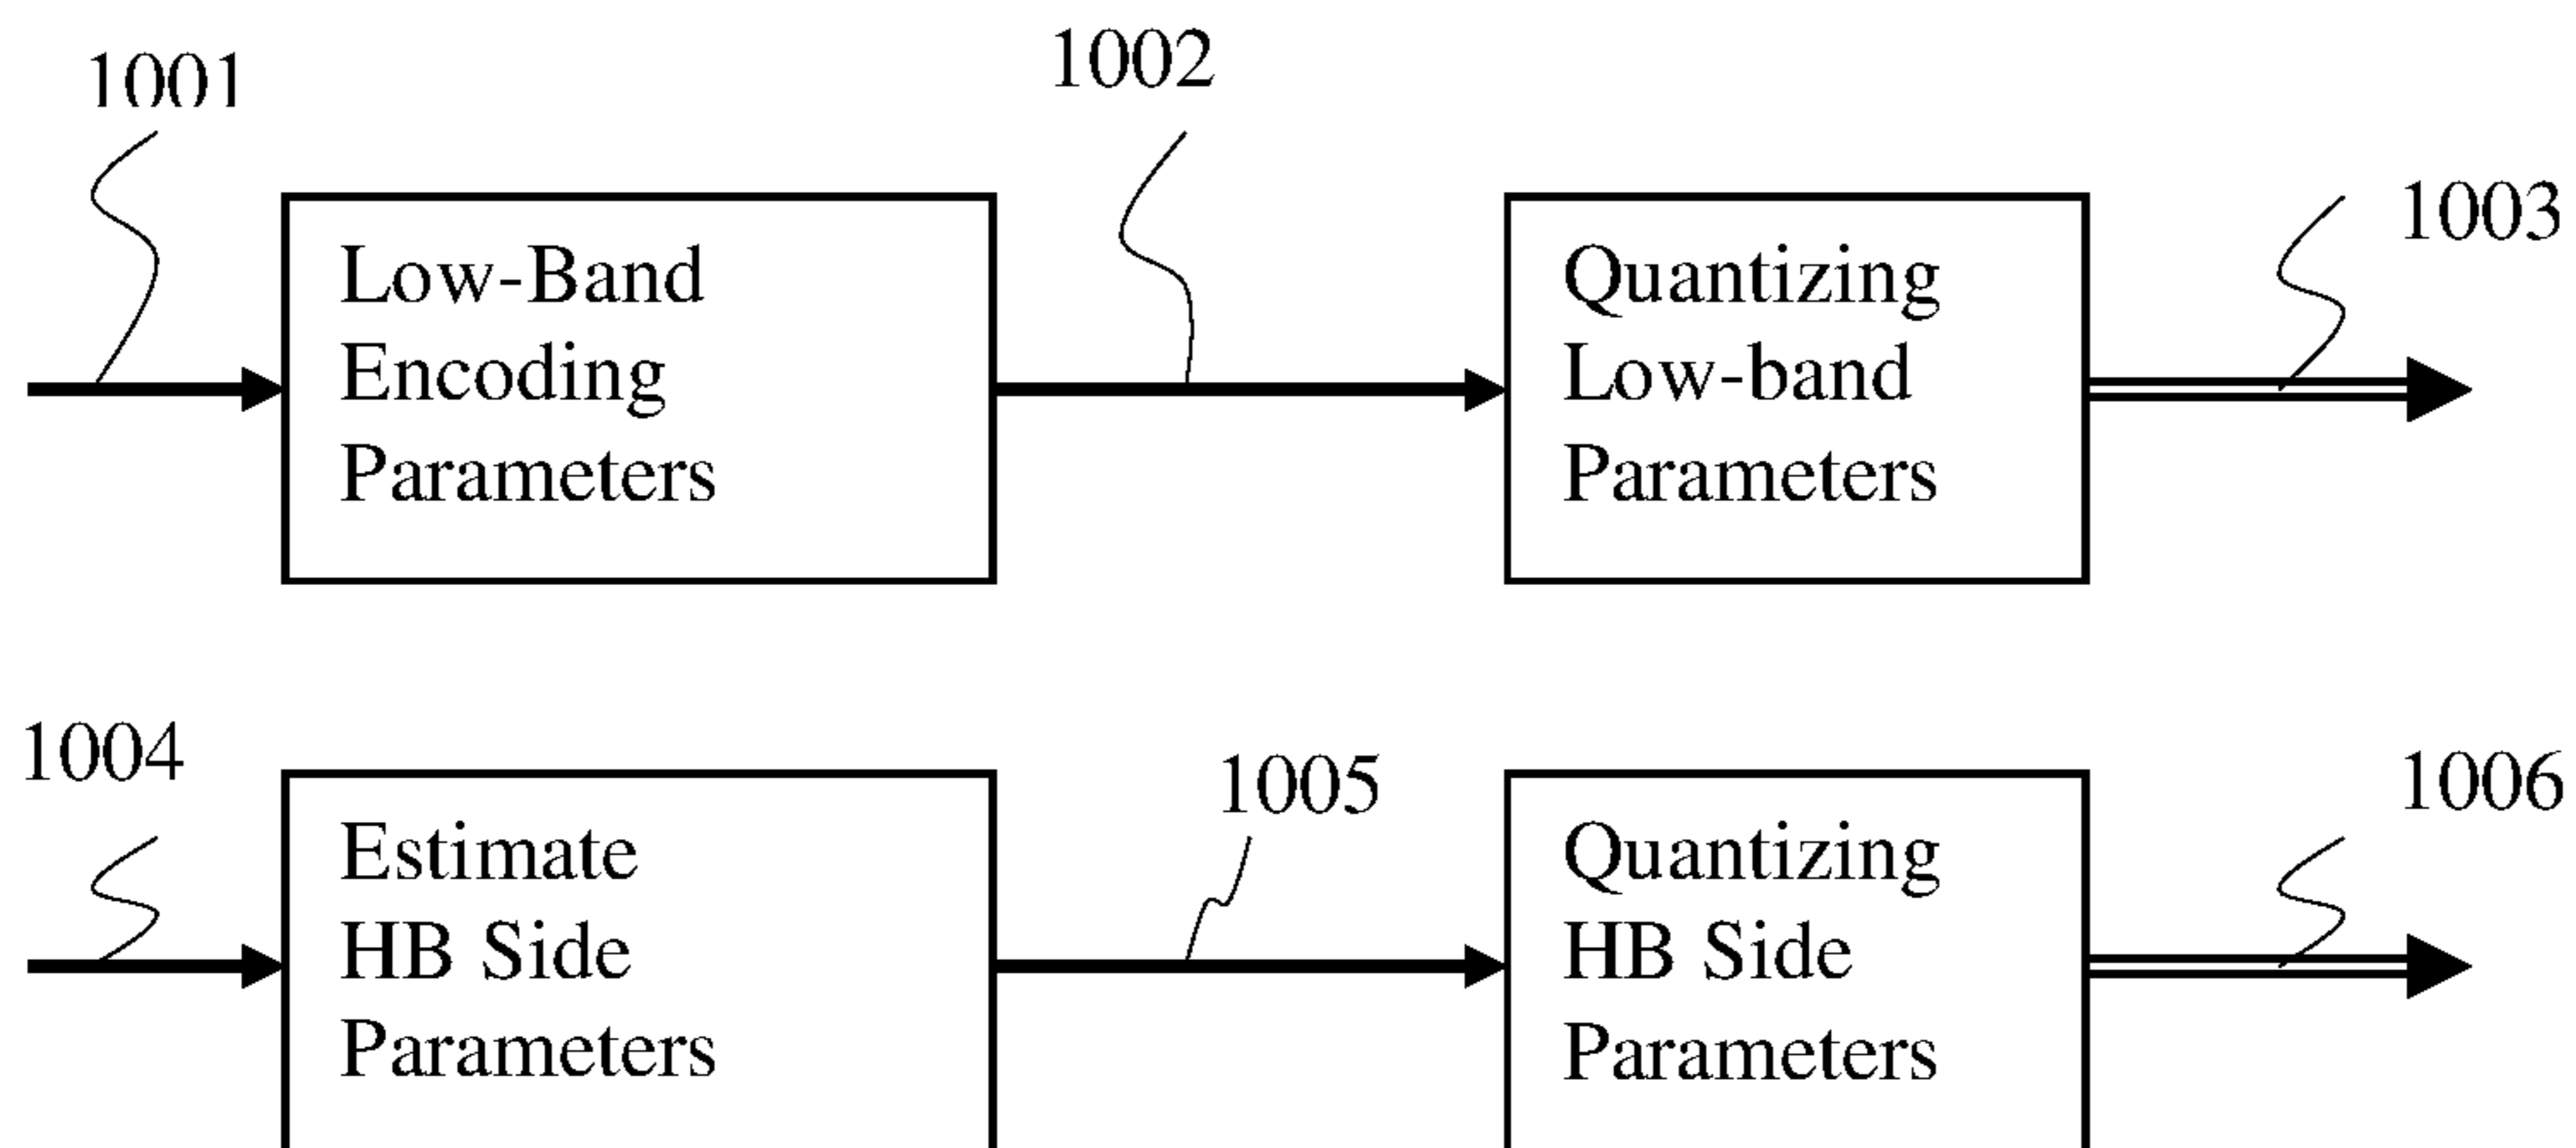 1001
1002
1003
Low-Band
Encoding
Parameters
Quantizing
Low-band
Parameters
1004
1005
1006
Estimate
HB Side
Parameters
Quantizing
HB Side
Parameters